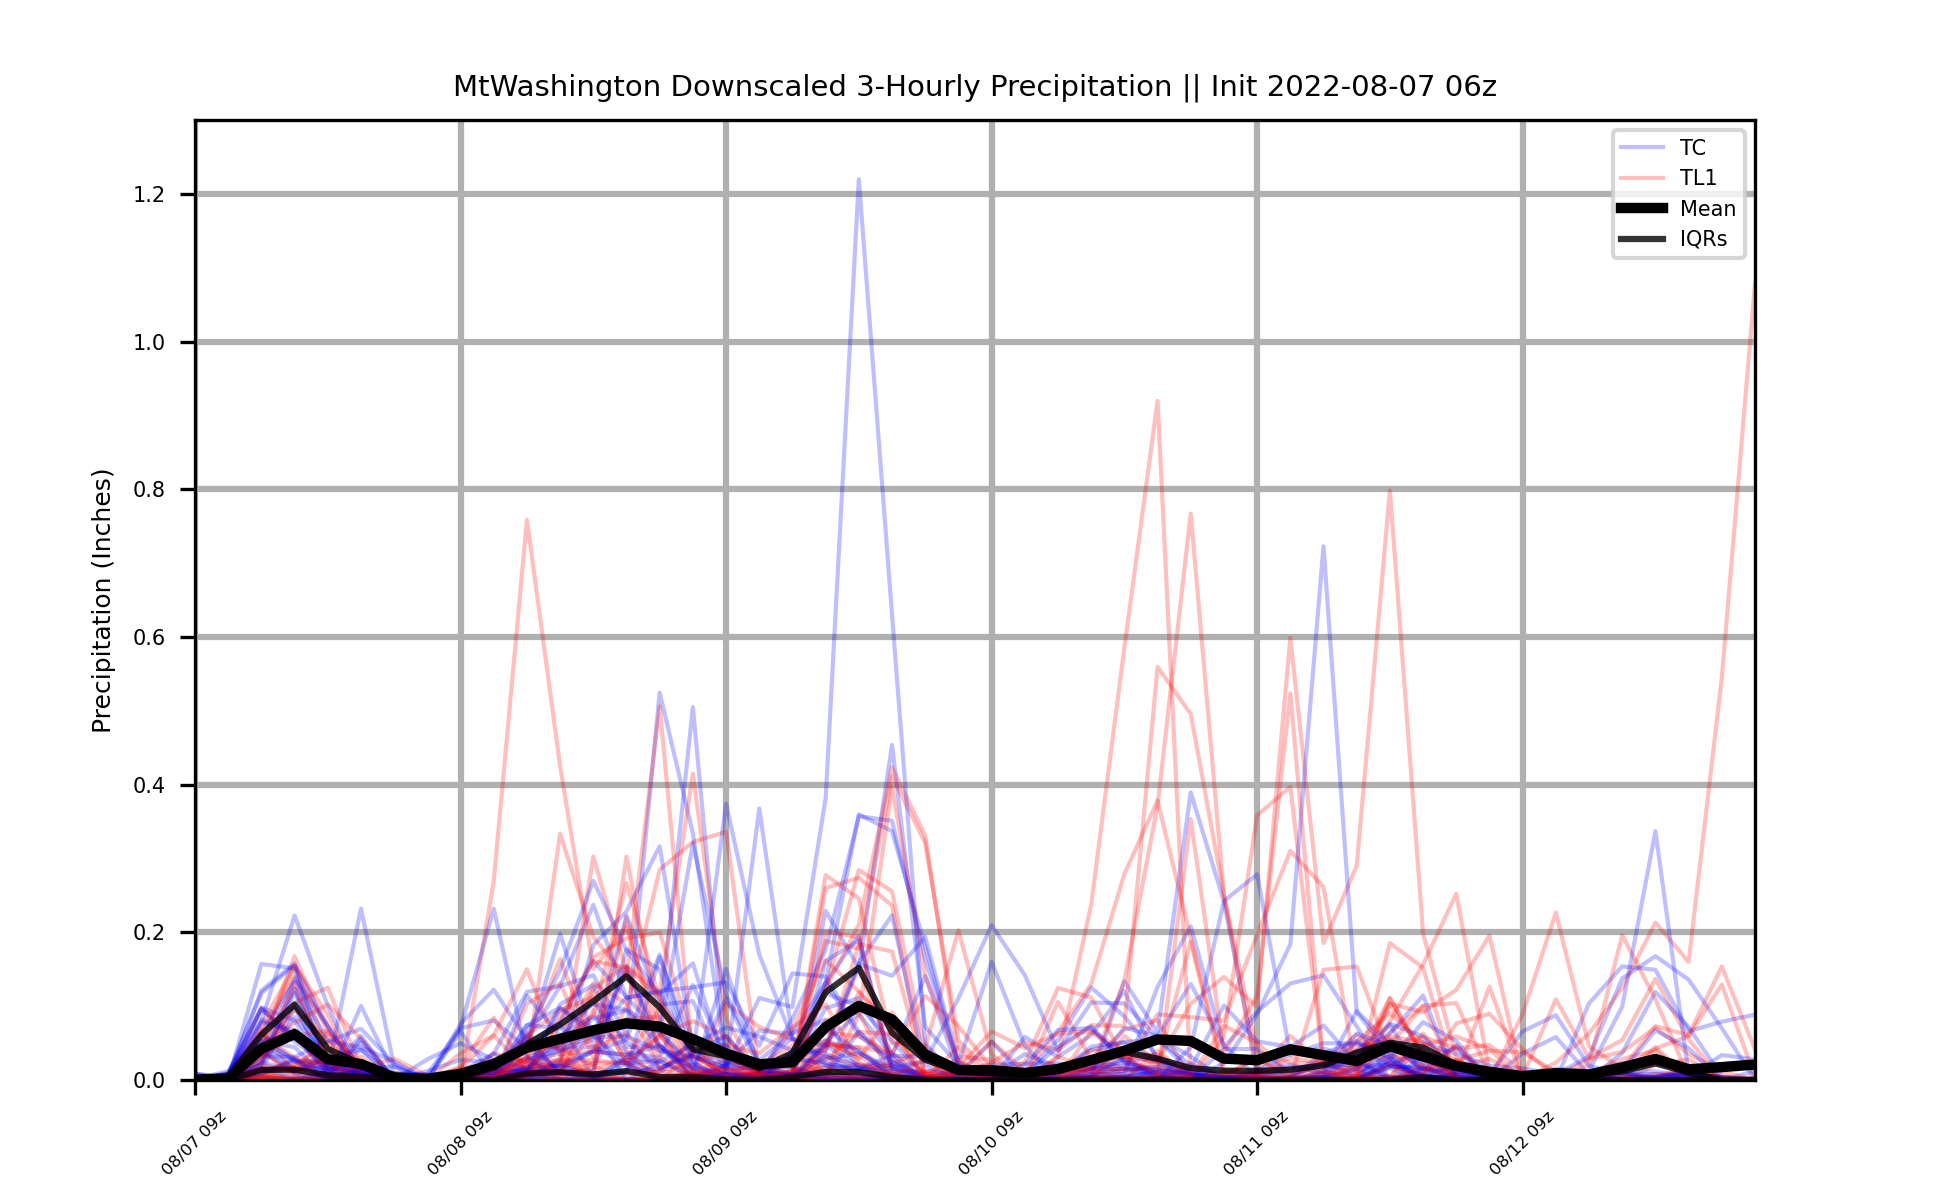 MtWashington Downscaled 3-Hourly Precipitation || Init 2022-08-07 06z
TC
TL1
Mean
IQRs
Precipitation (Inches)
1.2
1.0
0.8
0.6
0.4
0.2
0.0
08/07 09z
08/08 09z
08/09 09z
08/10 09z
08/11 09z
08/12 09z